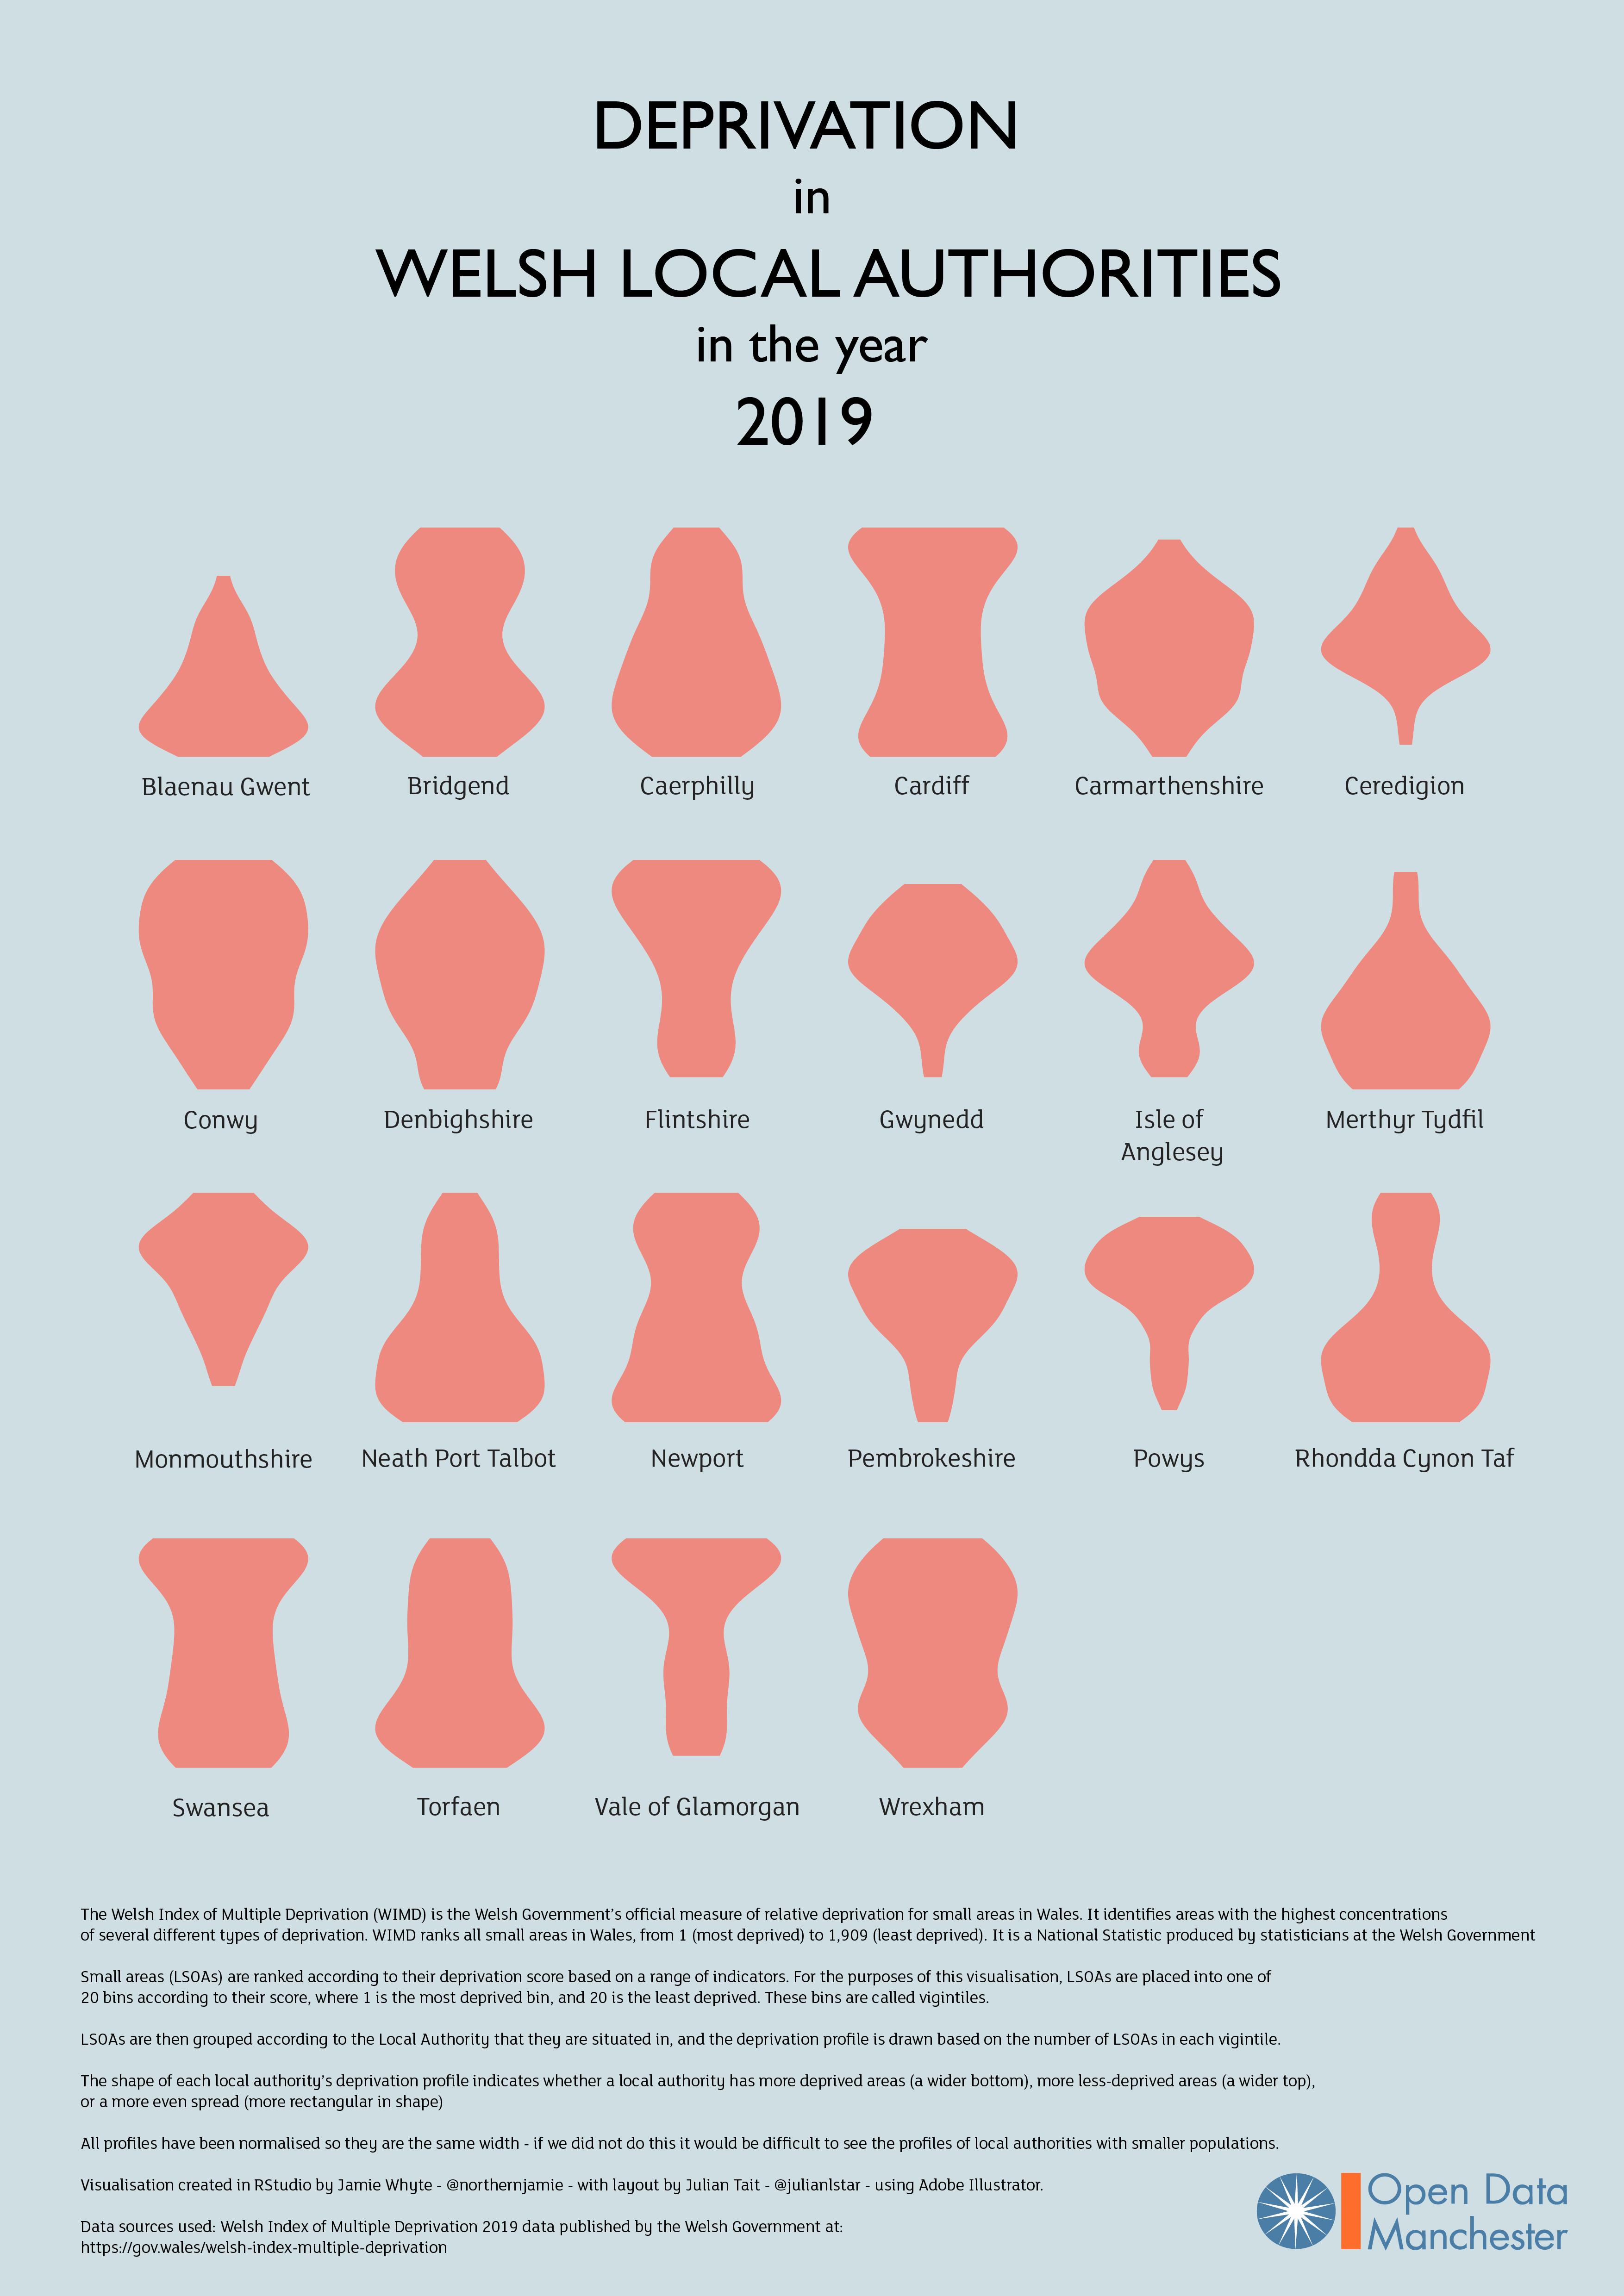 DEPRIVATION
in
WELSH LOCAL AUTHORITIES
in the year
2019
Blaenau Gwent
Bridgend
Caerphilly
Cardiff
Carmarthenshire
Ceredigion
Conwy
Denbighshire
Flintshire
Gwynedd
Isle of
Anglesey
Merthyr Tydfil
Monmouthshire
Neath Port Talbot
Newport
Pembrokeshire
Powys
Rhondda Cynon Taf
Swansea
Torfaen
Vale of Glamorgan
Wrexham
The Welsh Index of Multiple Deprivation (WIMD) is the Welsh Government's official measure of relative deprivation for small areas in Wales. It identifies areas with the highest concentrations
of several different types of deprivation. WIMD ranks all small areas in Wales, from 1 (most deprived) to 1,909 (least deprived). It is a National Statistic produced by statisticians at the Welsh Government
Small areas (LSOAs) are ranked according to their deprivation score based on a range of indicators. For the purposes of this visualisation, LSOAs are placed into one of
20 bins according to their score, where 1 is the most deprived bin, and 20 is the least deprived. These bins are called vigintiles.
LSOAs are then grouped according to the Local Authority that they are situated in, and the deprivation profile is drawn based on the number of LSOAs in each vigintile.
The shape of each local authority's deprivation profile indicates whether a local authority has more deprived areas (a wider bottom), more less-deprived areas (a wider top),
or a more even spread (more rectangular in shape)
All profiles have been normalised so they are the same width - if we did not do this it would be difficult to see the profiles of local authorities with smaller populations.
Visualisation created in RStudio by Jamie Whyte - @northernjamie - with layout by Julian Tait - @julianlstar - using Adobe Illustrator.
Data sources used: Welsh Index of Multiple Deprivation 2019 data published by the Welsh Government at:
https://gov.wales/welsh-index-multiple-deprivation
Open Data
Manchester